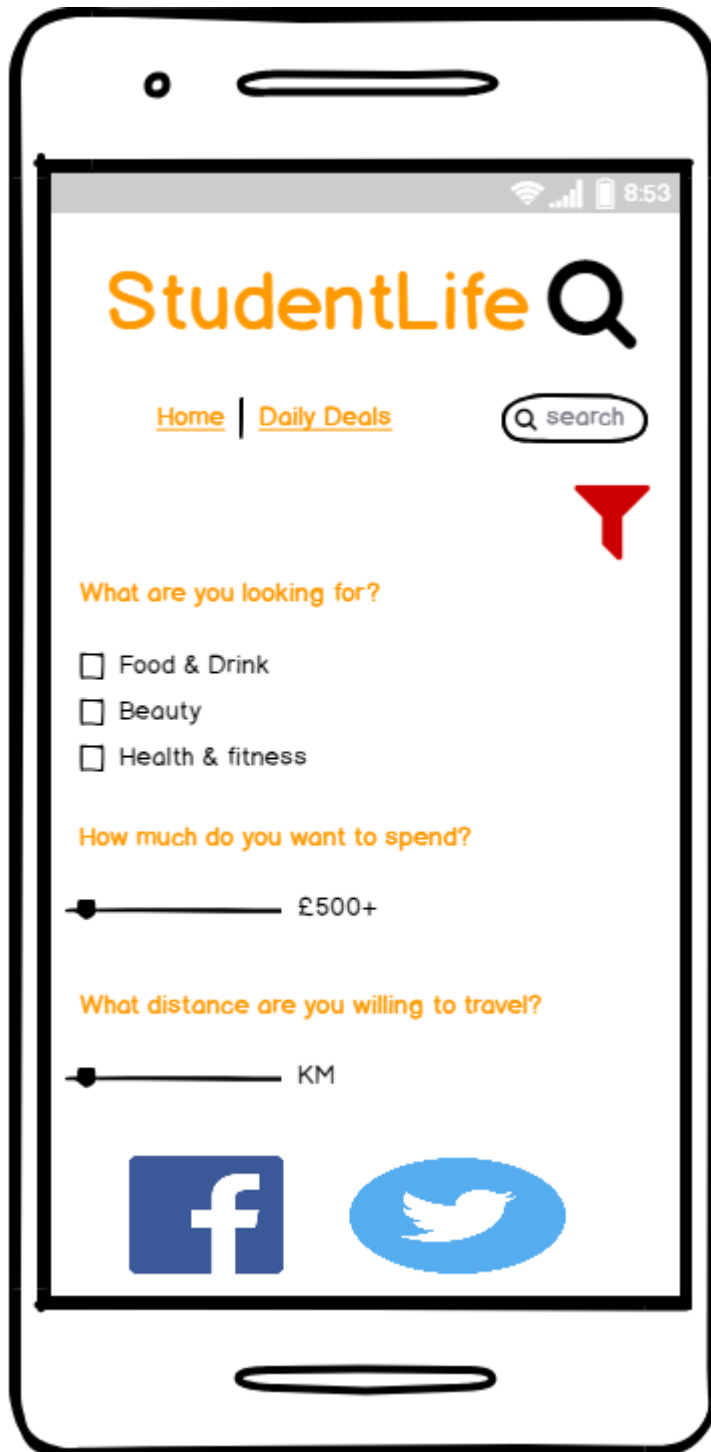 8:53
StudentLife
Home Daily Deals search
What are you looking for?
Food & Drink
Beauty
Health & fitness
How much do you want to spend?
£500+
What distance are you willing to travel?
KM